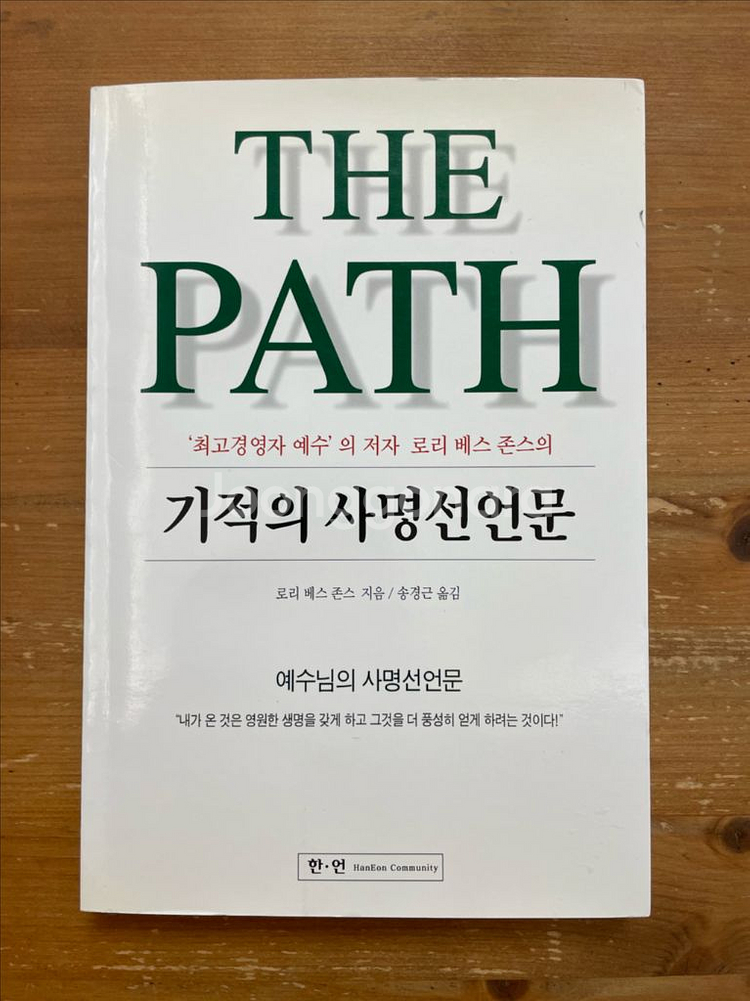 THE
PATH
‘최고경영자 예수’의 저자 로리 베스 존스의
기적의 사명선언문
로리 베스 존스 지음 / 송경근 옮김
예수님의 사명선언문
“내가 온 것은 영원한 생명을 갖게 하고 그것을 더 풍성히 얻게 하려는 것이다!”
한·언 HanEon Community